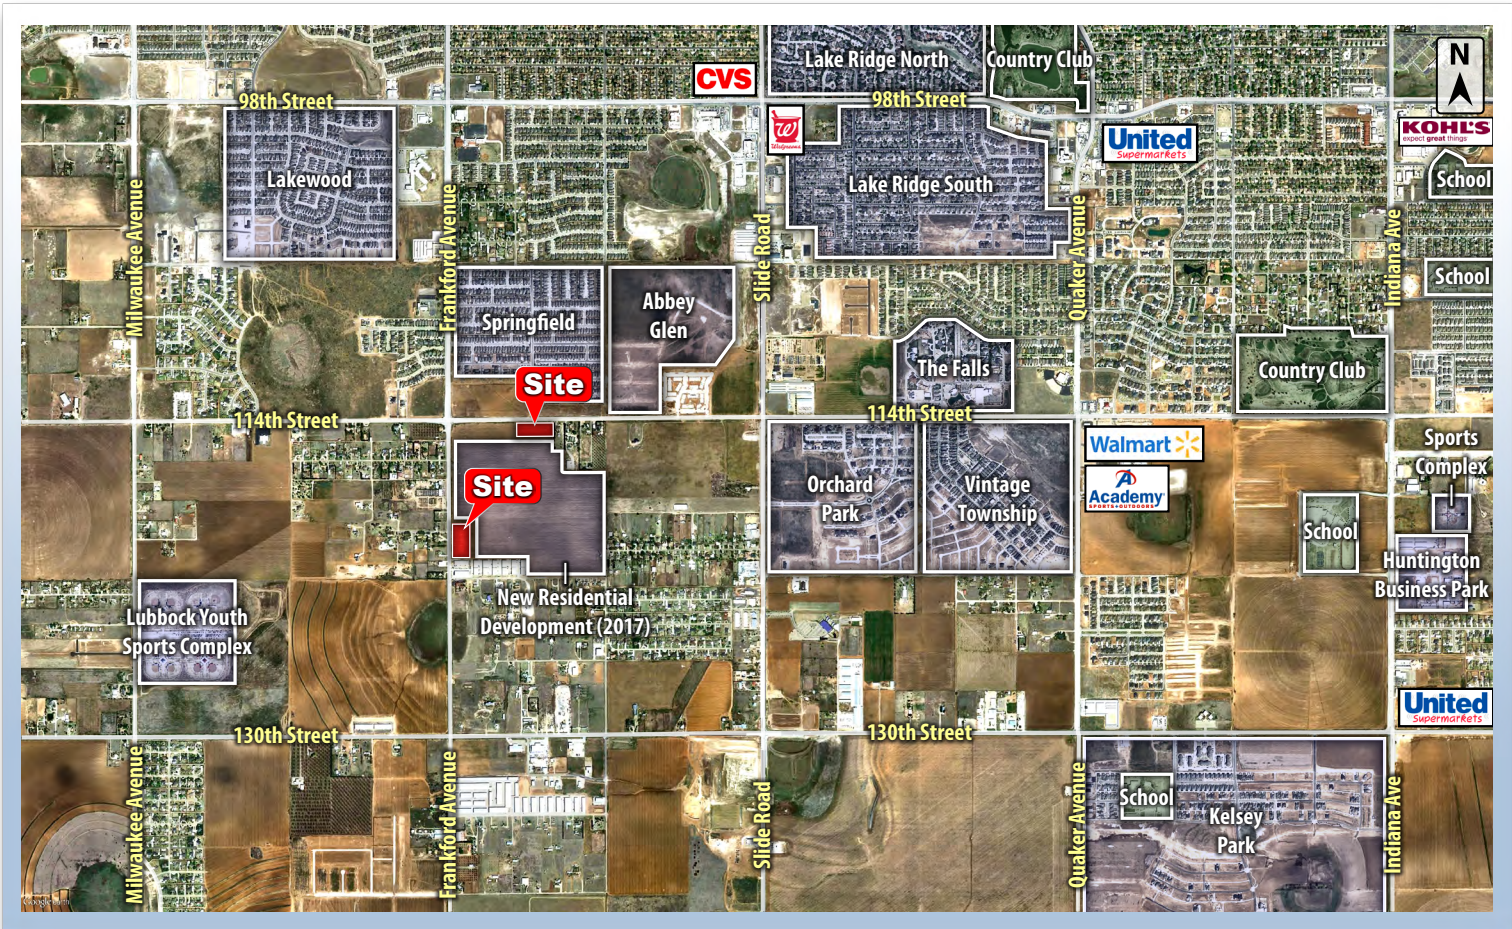 Lake Ridge North
Country Club
N
CVS
98th Street
98th Street
W
Walgreens
United
Supermarkets
KOHL'S
expect great things
Lakewood
Lake Ridge South
School
Milwaukee Avenue
Frankford Avenue
Slide Road
Quaker Avenue
Indiana Ave
School
Springfield
Abbey
Glen
The Falls
Country Club
Site
114th Street
114th Street
Walmart
Sports
Complex
A
Academy
SPORTS+OUTDOORS
Site
Orchard
Park
Vintage
Township
School
Huntington
Business Park
New Residential
Development (2017)
Lubbock Youth
Sports Complex
United
Supermarkets
130th Street
130th Street
Milwaukee Avenue
Frankford Avenue
Slide Road
Quaker Avenue
Indiana Ave
School
Kelsey
Park
Google earth